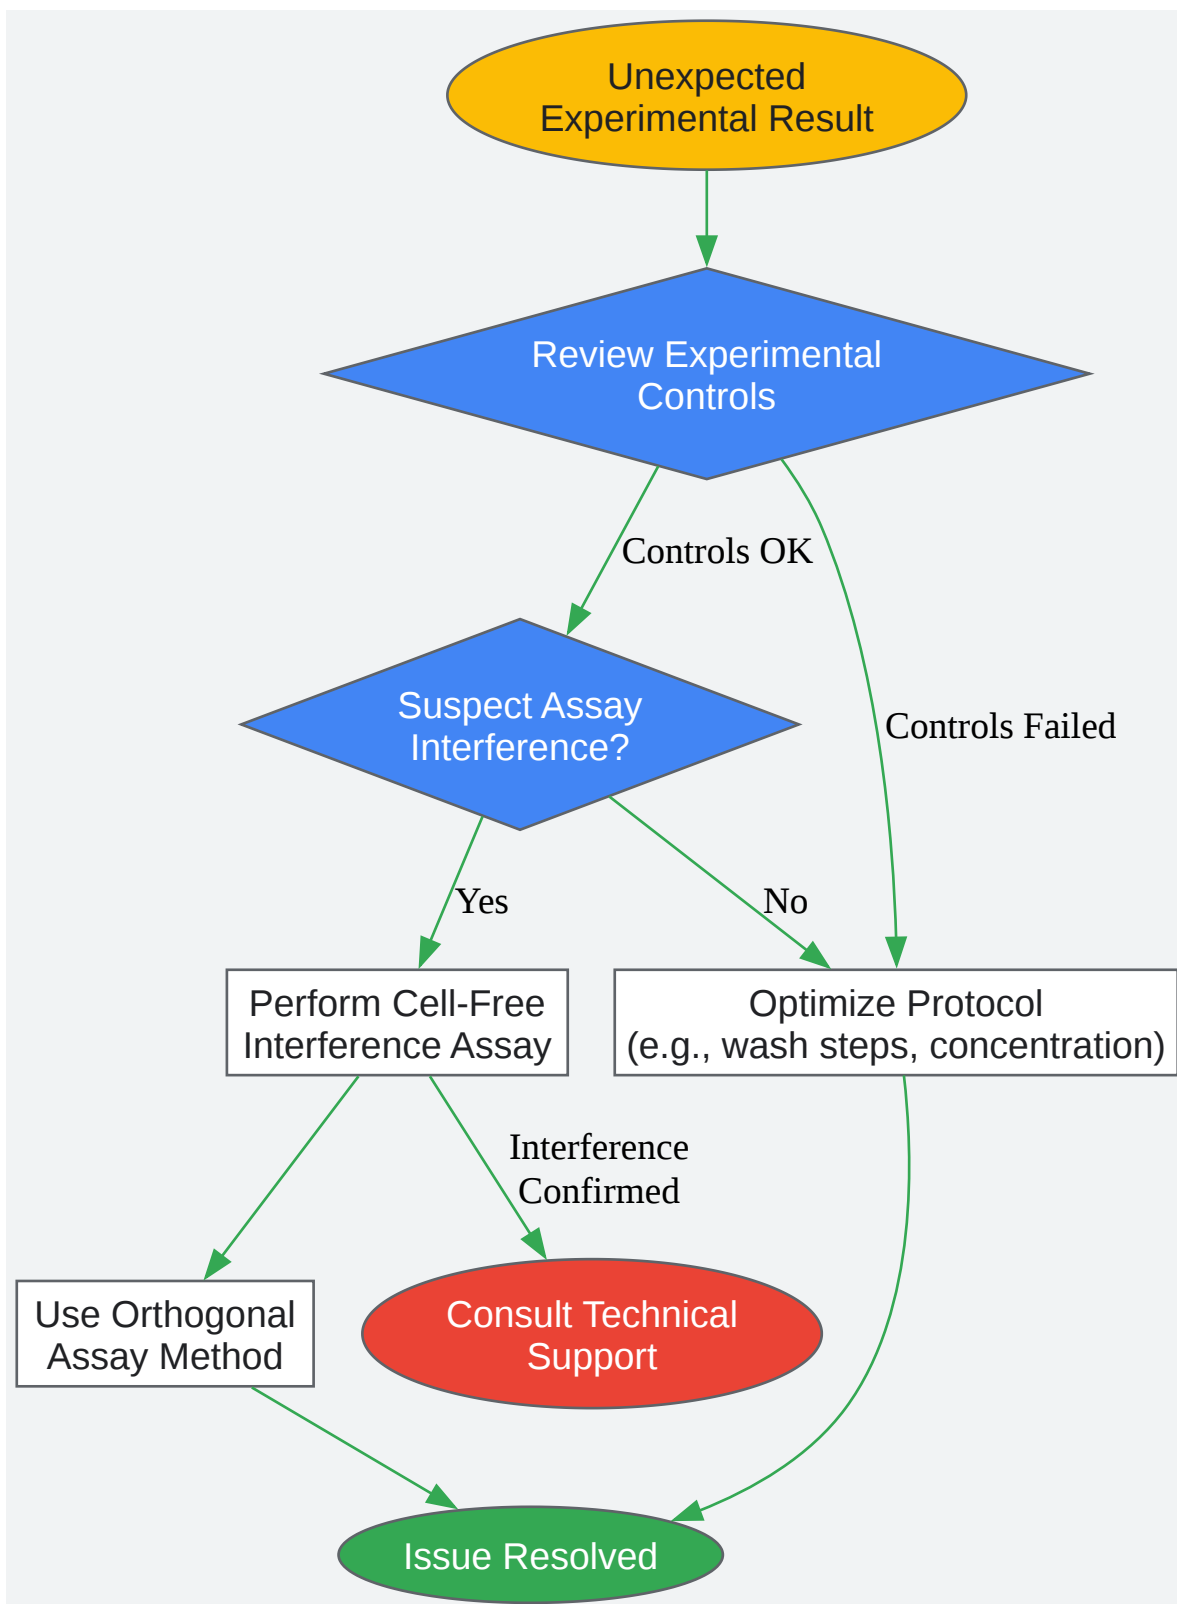 Unexpected
Experimental Result
Review Experimental
Controls
Controls OK
Suspect Assay
Interference?
Controls Failed
Yes
No
Perform Cell-Free
Interference Assay
Optimize Protocol
(e.g., wash steps, concentration)
Interference
Confirmed
Use Orthogonal
Assay Method
Consult Technical
Support
Issue Resolved